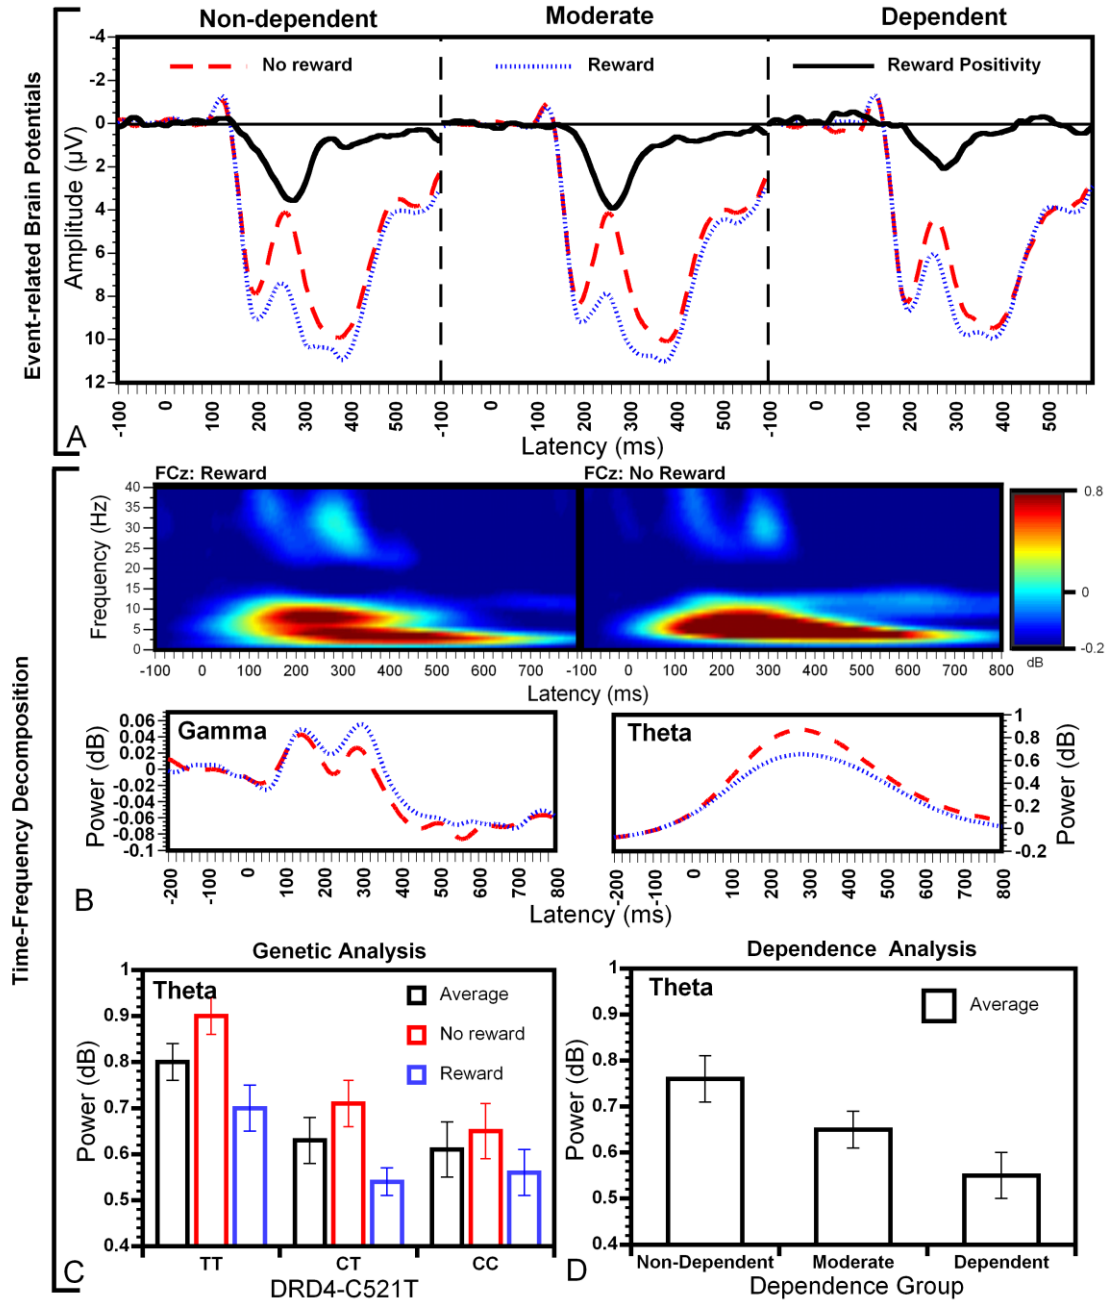 Non-dependent Moderate Dependent
Event-related Brain Potentials
Amplitude (µV)
-4
-2
0
2
4
6
8
10
12
No reward Reward Reward Positivity
-100 0 100 200 300 400 500 -100 0 100 200 300 400 500 -100 0 100 200 300 400 500
A
Latency (ms)
Time-Frequency Decomposition
FCz: Reward FCz: No Reward
Frequency (Hz)
40
35
30
25
20
15
10
5
0
0.8
0
-0.2
dB
-100 0 100 200 300 400 500 600 700 -100 0 100 200 300 400 500 600 700 800
Latency (ms)
Gamma
Power (dB)
0.06
0.04
0.02
0
-0.02
-0.04
-0.06
-0.08
-0.1
-200 -100 0 100 200 300 400 500 600 700 800
Theta
Power (dB)
1
0.8
0.6
0.4
0.2
0
-0.2
-200 -100 0 100 200 300 400 500 600 700 800
B
Latency (ms)
Genetic Analysis
Theta
Power (dB)
1
0.9
0.8
0.7
0.6
0.5
0.4
Average
No reward
Reward
TT CT CC
C
DRD4-C521T
Dependence Analysis
Theta
Power (dB)
1
0.9
0.8
0.7
0.6
0.5
0.4
Average
Non-Dependent Moderate Dependent
D
Dependence Group